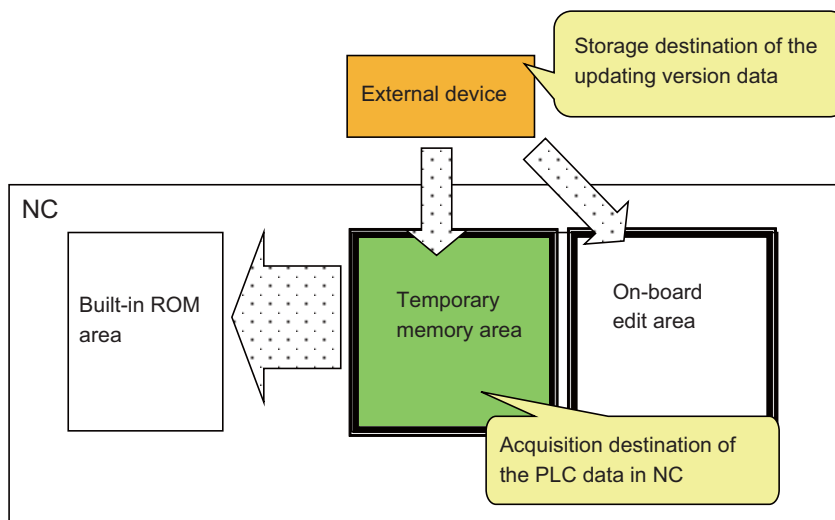 Storage destination of the
updating version data
External device
NC
Built-in ROM
area
Temporary
memory area
On-board
edit area
Acquisition destination of
the PLC data in NC